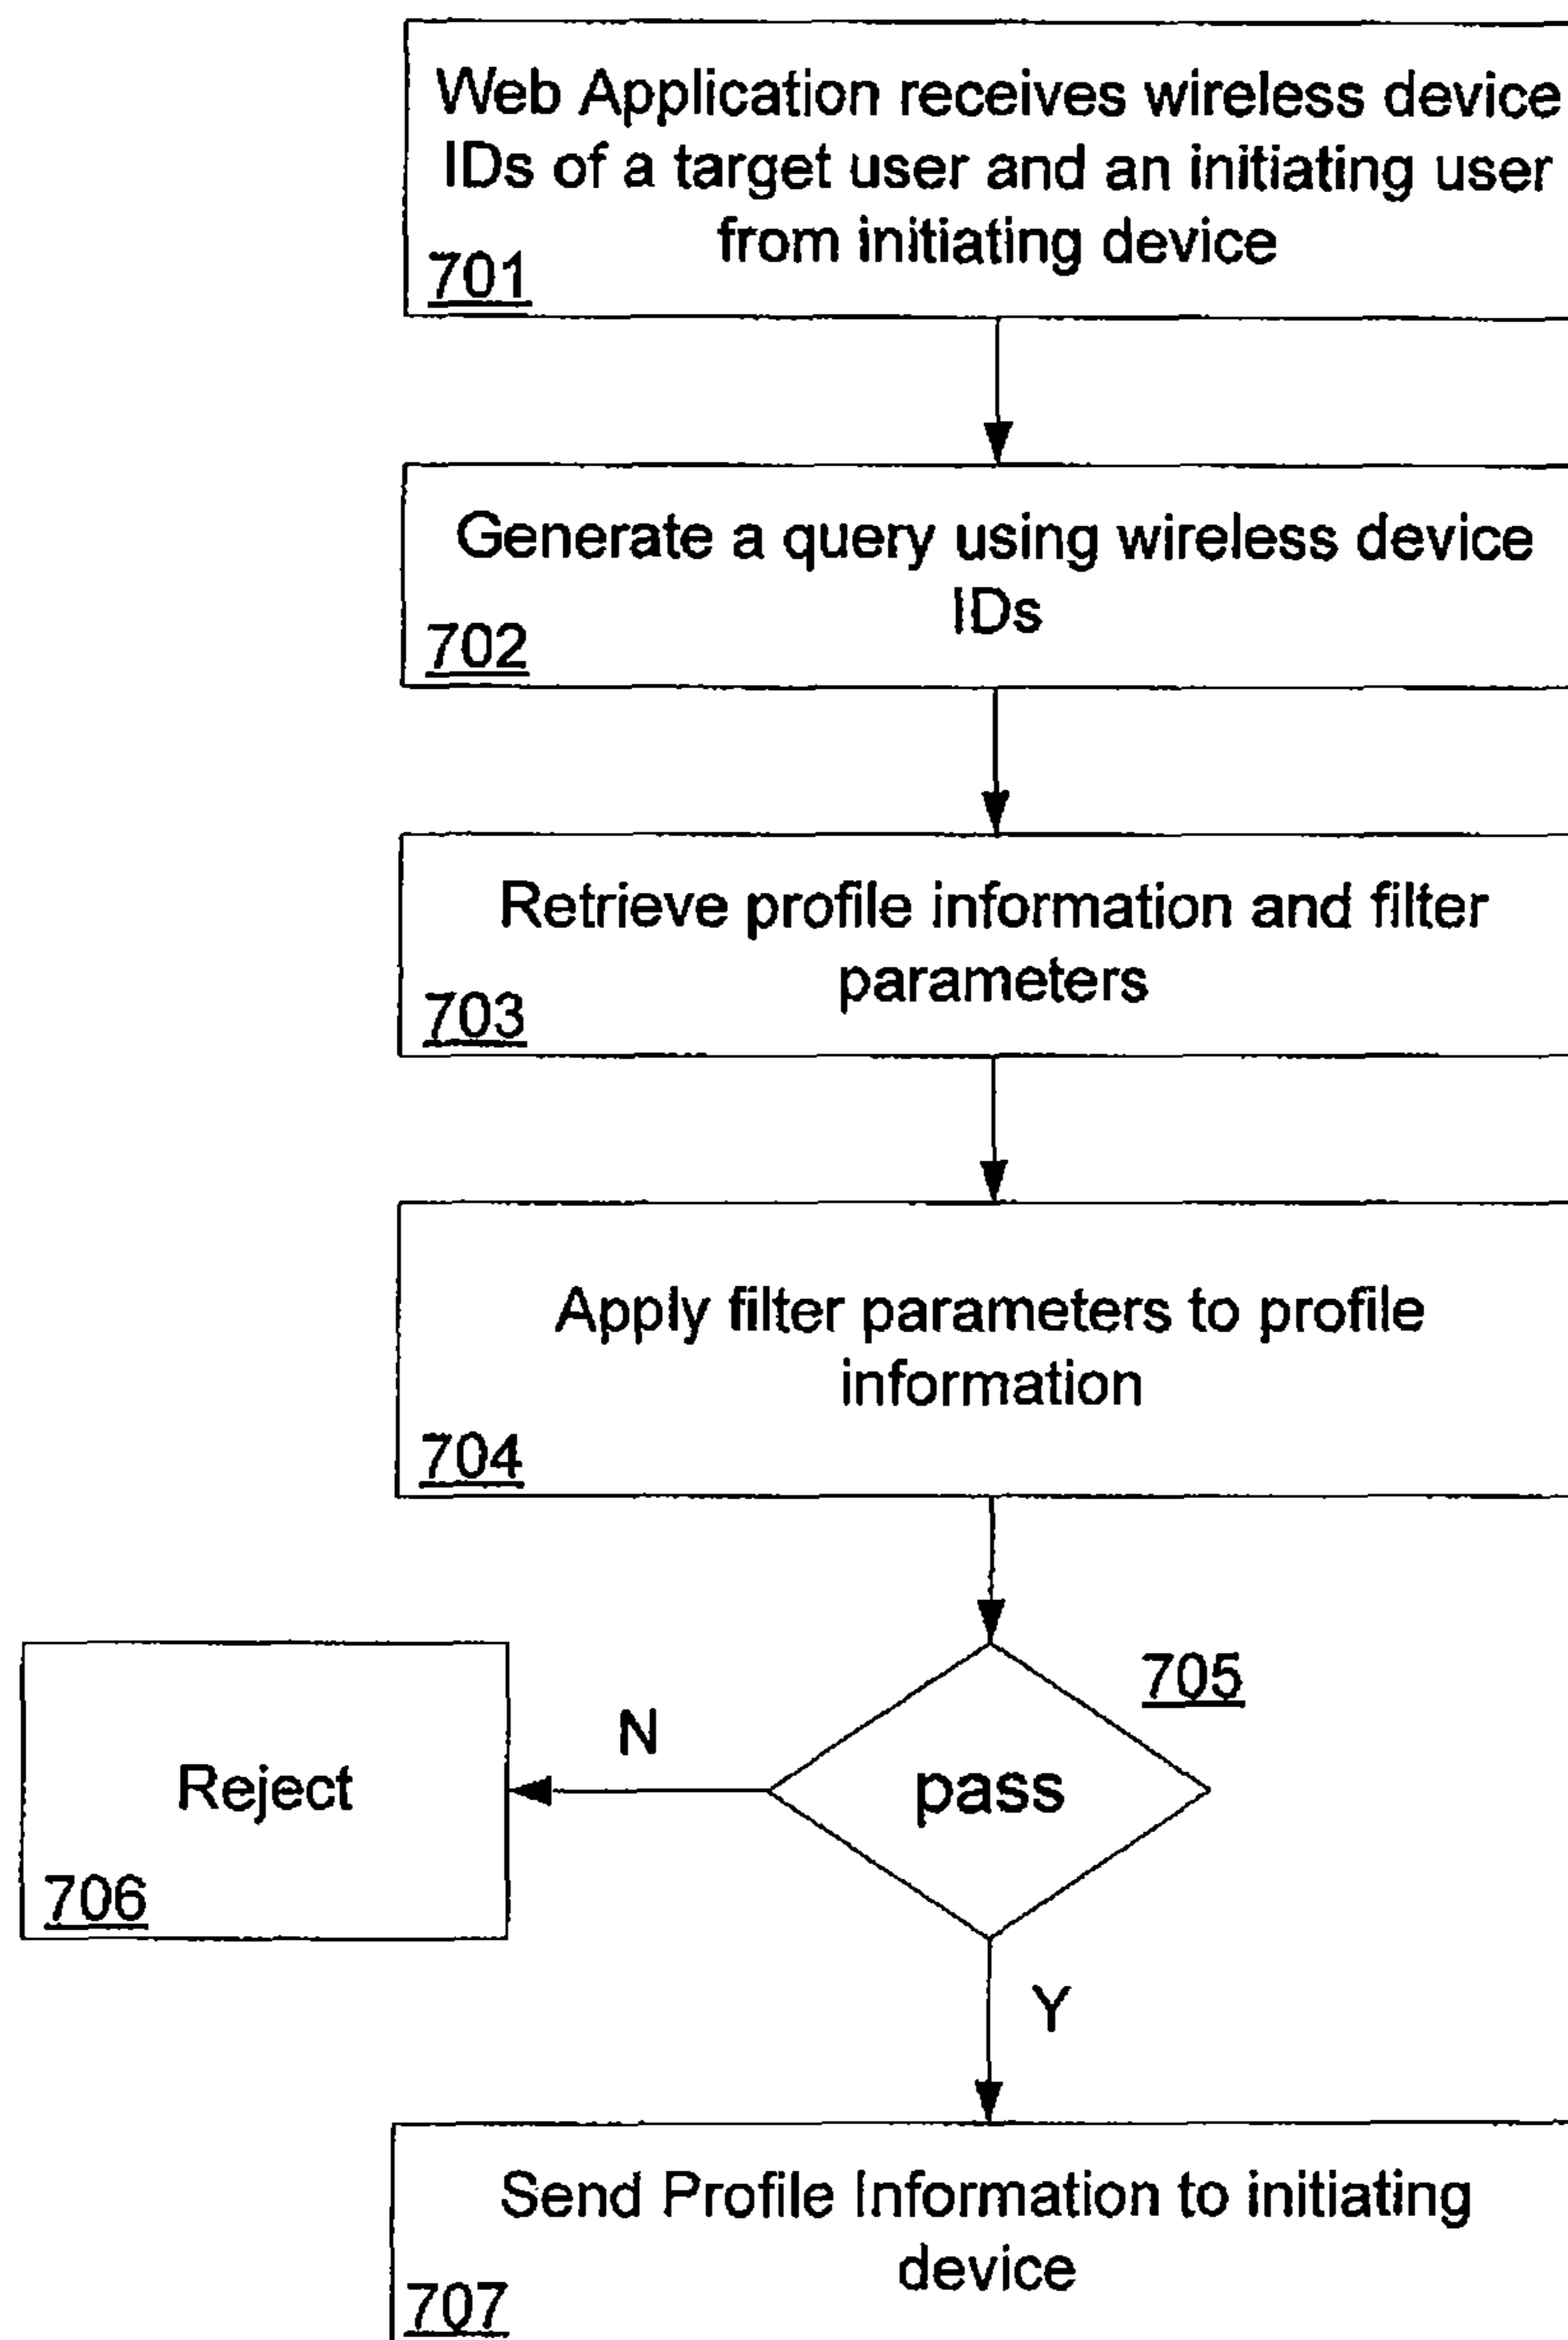 Web Application receives wireless device
IDs of a target user and an initiating user
from initiating device
701
Generate a query using wireless device
IDs
702
Retrieve profile information and filter
parameters
703
Apply filter parameters to profile
information
704
705
N
pass
Reject
706
Y
Send Profile Information to initiating
device
707